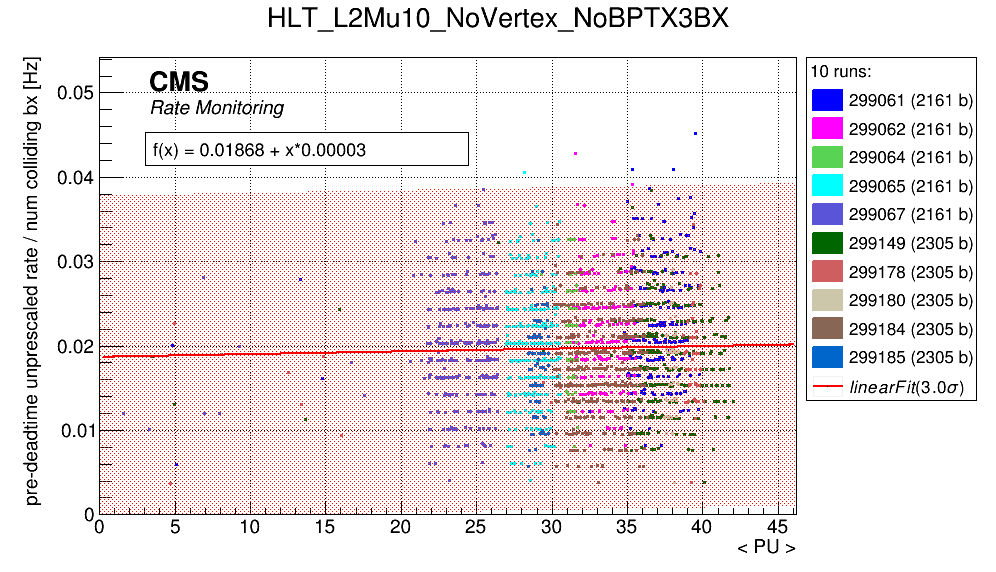 HLT_L2Mu10_NoVertex_NoBPTX3BX
pre-deadtime unprescaled rate / num colliding bx [Hz]
CMS
Rate Monitoring
f(x) = 0.01868 + x*0.00003
0.05
0.04
0.03
0.02
0.01
0
0 5 10 15 20 25 30 35 40 45
< PU >
10 runs:
299061 (2161 b)
299062 (2161 b)
299064 (2161 b)
299065 (2161 b)
299067 (2161 b)
299149 (2305 b)
299178 (2305 b)
299180 (2305 b)
299184 (2305 b)
299185 (2305 b)
linearFit(3.0σ)